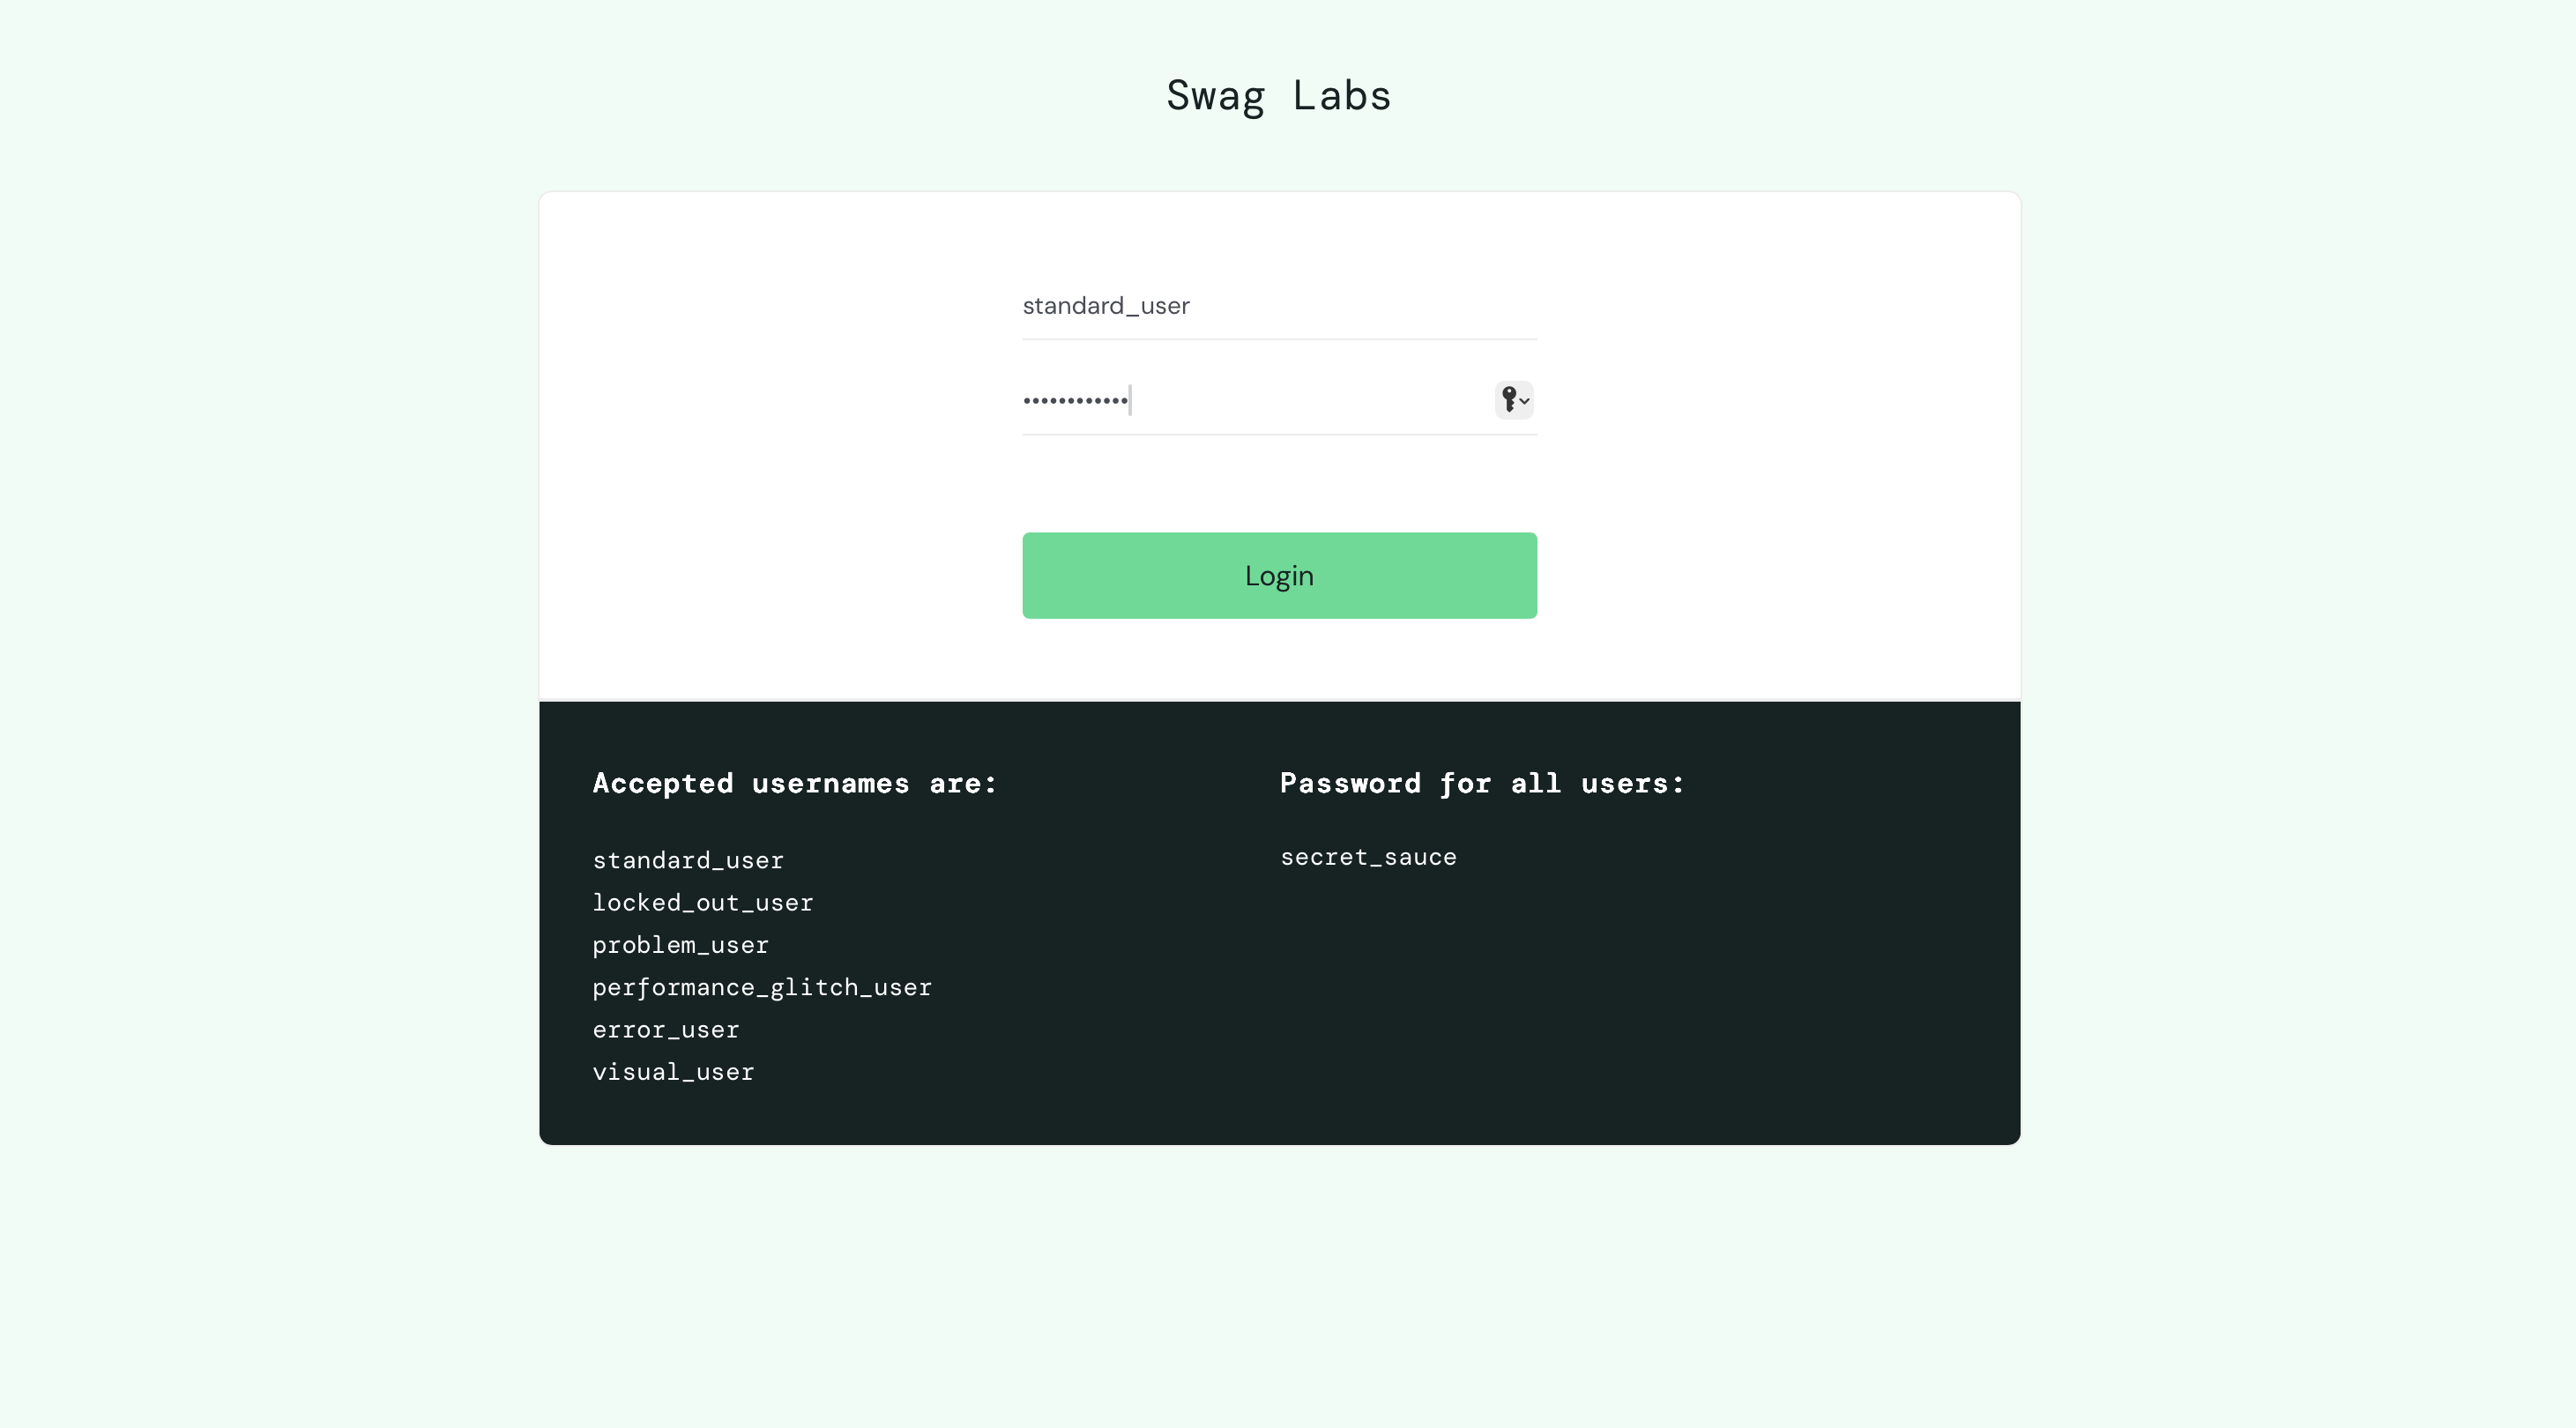 Swag Labs
standard_user
••••••••••••
Login
Accepted usernames are:
standard_user
locked_out_user
problem_user
performance_glitch_user
error_user
visual_user
Password for all users:
secret_sauce